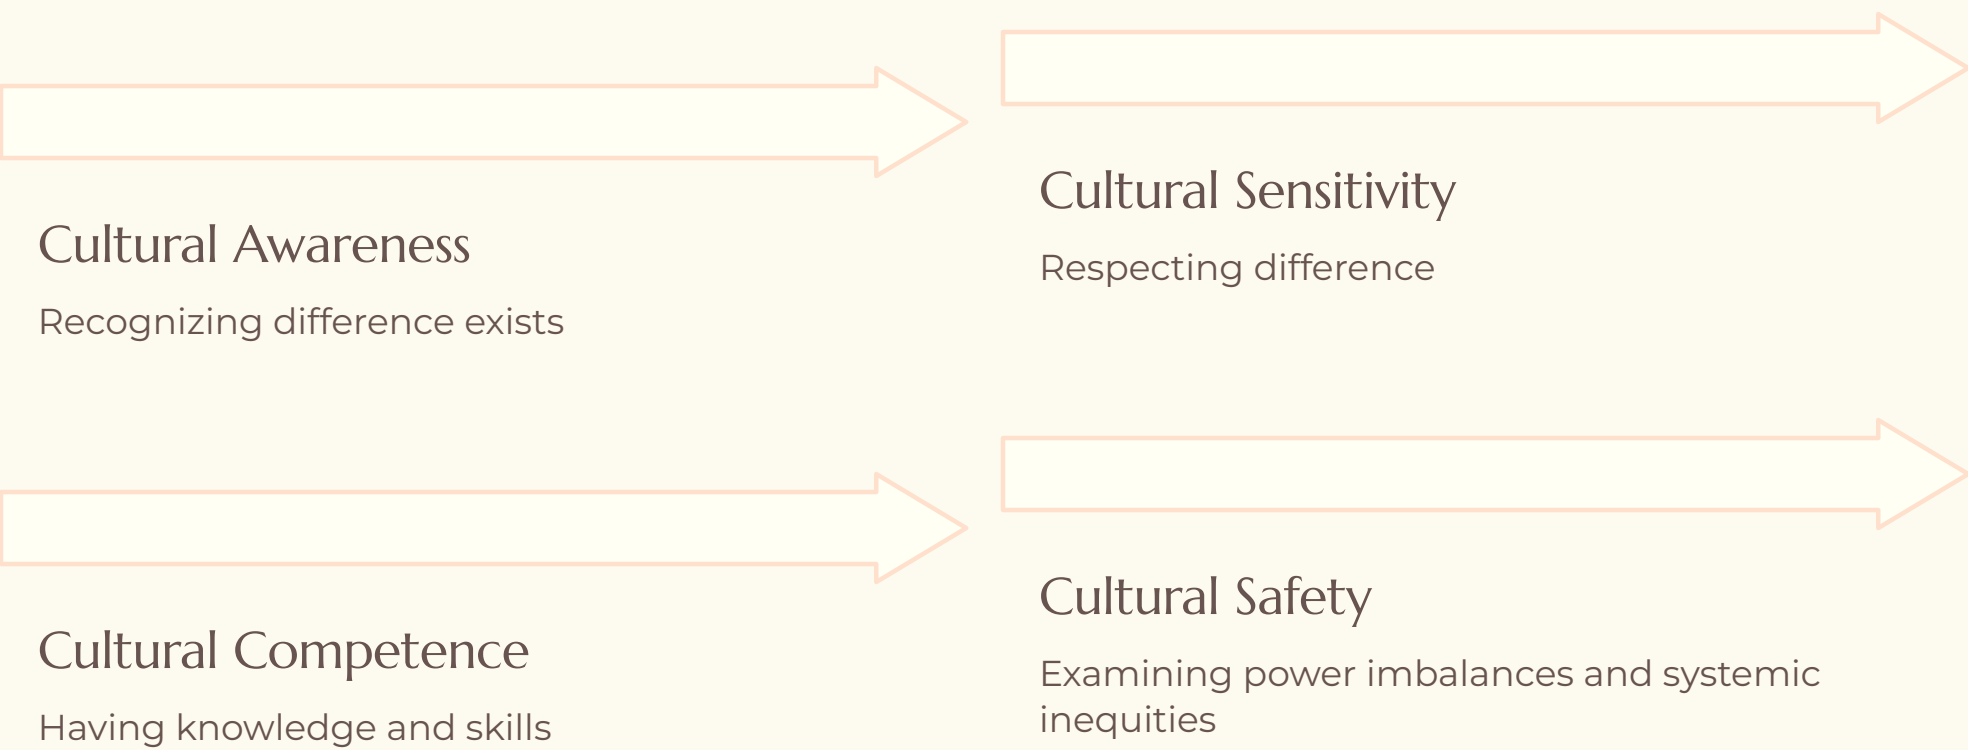 Cultural Awareness
Recognizing difference exists
Cultural Sensitivity
Respecting difference
Cultural Competence
Having knowledge and skills
Cultural Safety
Examining power imbalances and systemic
inequities